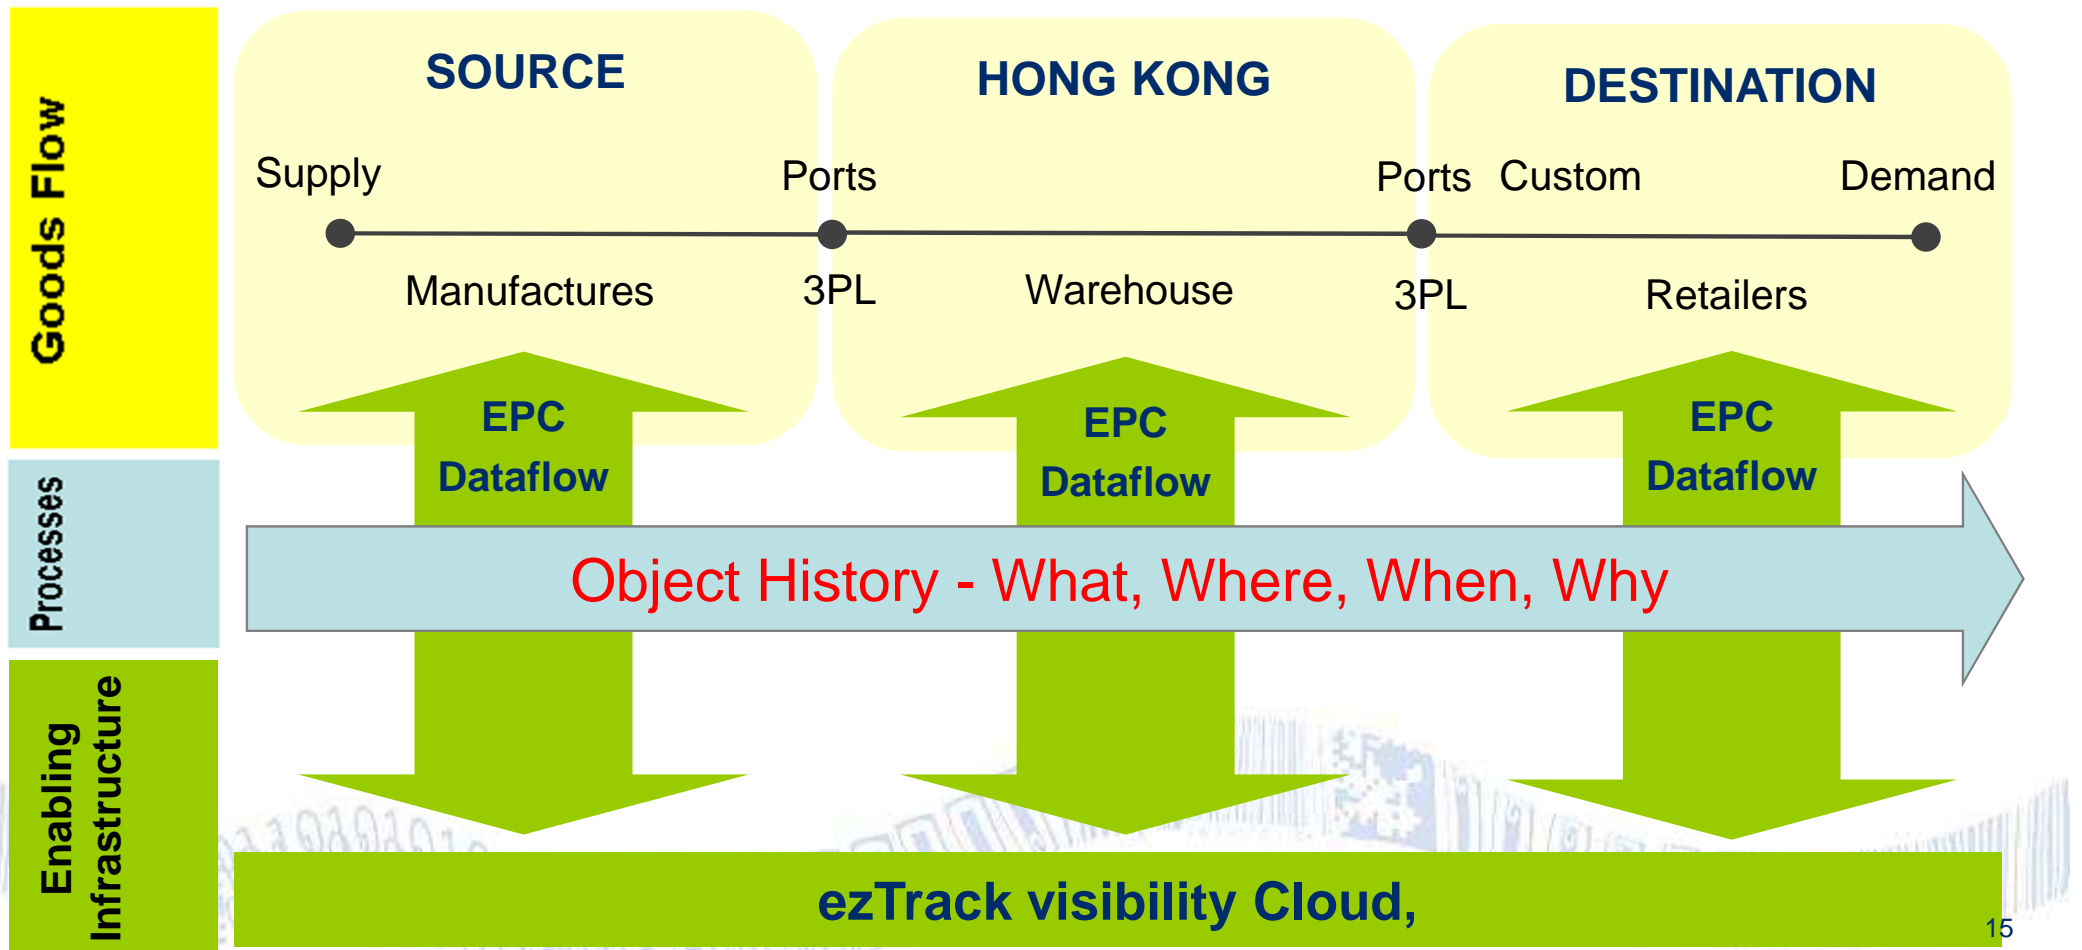 Goods Flow
SOURCE
HONG KONG
DESTINATION
Supply
Ports
Ports
Custom
Demand
Manufactures
3PL
Warehouse
3PL
Retailers
EPC
Dataflow
EPC
Dataflow
EPC
Dataflow
Processes
Object History - What, Where, When, Why
Enabling
Infrastructure
ezTrack visibility Cloud,
15